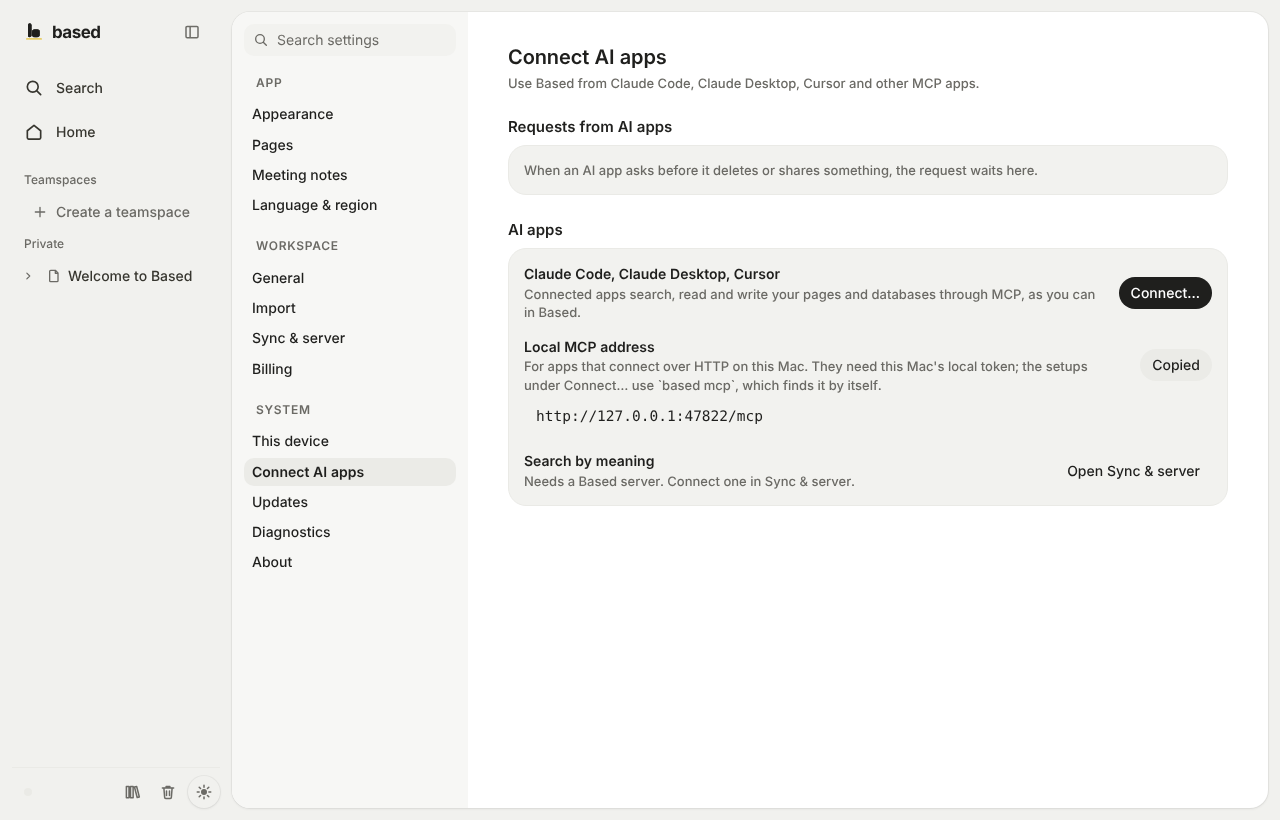 based
Search
Home
Teamspaces
Create a teamspace
Private
Welcome to Based
Search settings
APP
Appearance
Pages
Meeting notes
Language & region
WORKSPACE
General
Import
Sync & server
Billing
SYSTEM
This device
Connect AI apps
Updates
Diagnostics
About
Connect AI apps
Use Based from Claude Code, Claude Desktop, Cursor and other MCP apps.
Requests from AI apps
When an AI app asks before it deletes or shares something, the request waits here.
AI apps
Claude Code, Claude Desktop, Cursor
Connected apps search, read and write your pages and databases through MCP, as you can
in Based.
Connect...
Local MCP address
For apps that connect over HTTP on this Mac. They need this Mac's local token; the setups
under Connect... use `based mcp`, which finds it by itself.
Copied
http://127.0.0.1:47822/mcp
Search by meaning
Needs a Based server. Connect one in Sync & server.
Open Sync & server